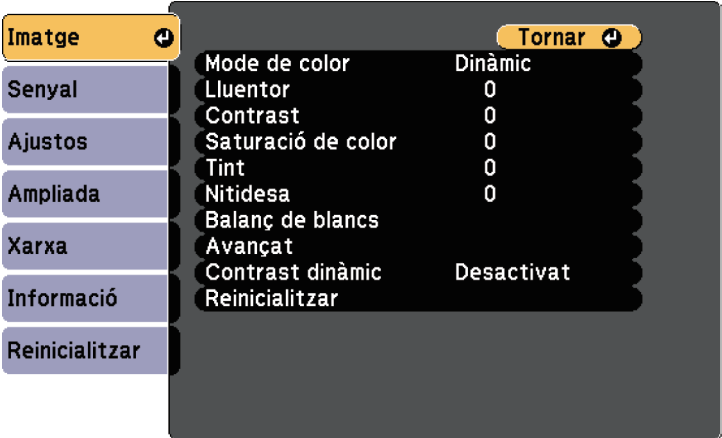 Imatge
Senyal
Ajustos
Ampliada
Xarxa
Informació
Reinicialitzar
Tornar
Mode de color Dinàmic
Lluentor 0
Contrast 0
Saturació de color 0
Tint 0
Nitidesa 0
Balanç de blancs
Avançat
Contrast dinàmic Desactivat
Reinicialitzar